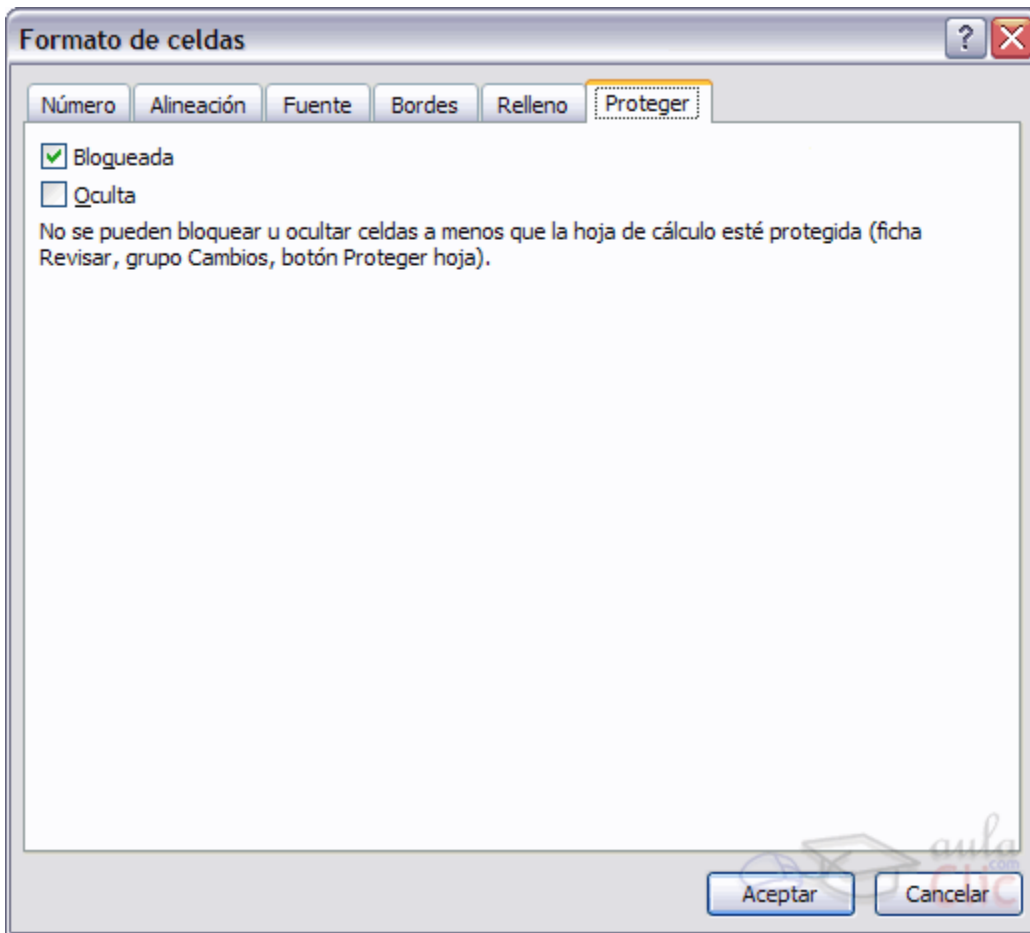 Formato de celdas
?
Número Alineación Fuente Bordes Relleno Proteger
Bloqueada
Oculta
No se pueden bloquear u ocultar celdas a menos que la hoja de cálculo esté protegida (ficha
Revisar, grupo Cambios, botón Proteger hoja).
aula
.com
Clic
Aceptar Cancelar